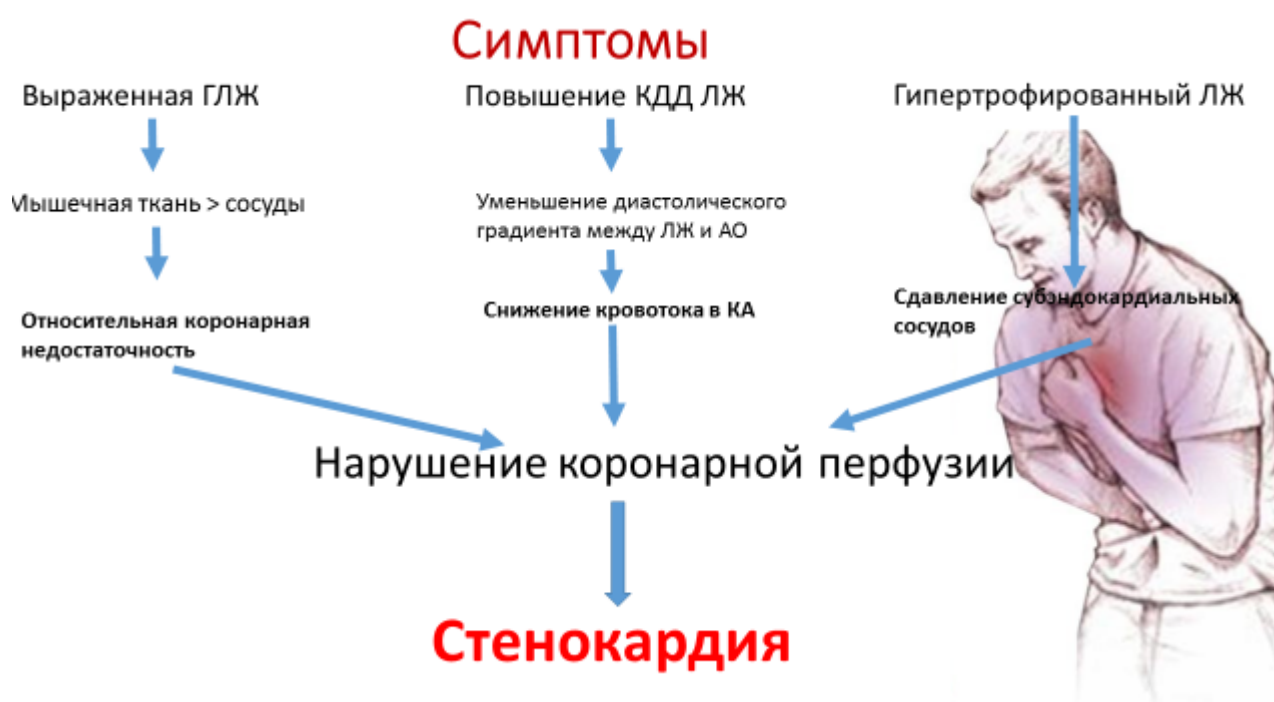 Симптомы
Выраженная ГЛЖ
Мышечная ткань > сосуды
Относительная коронарная
недостаточность
Повышение КДД ЛЖ
Уменьшение диастолического
градиента между ЛЖ и АО
Снижение кровотока в КА
Гипертрофированный ЛЖ
Сдавление субэндокардиальных
сосудов
Нарушение коронарной перфузии
Стенокардия